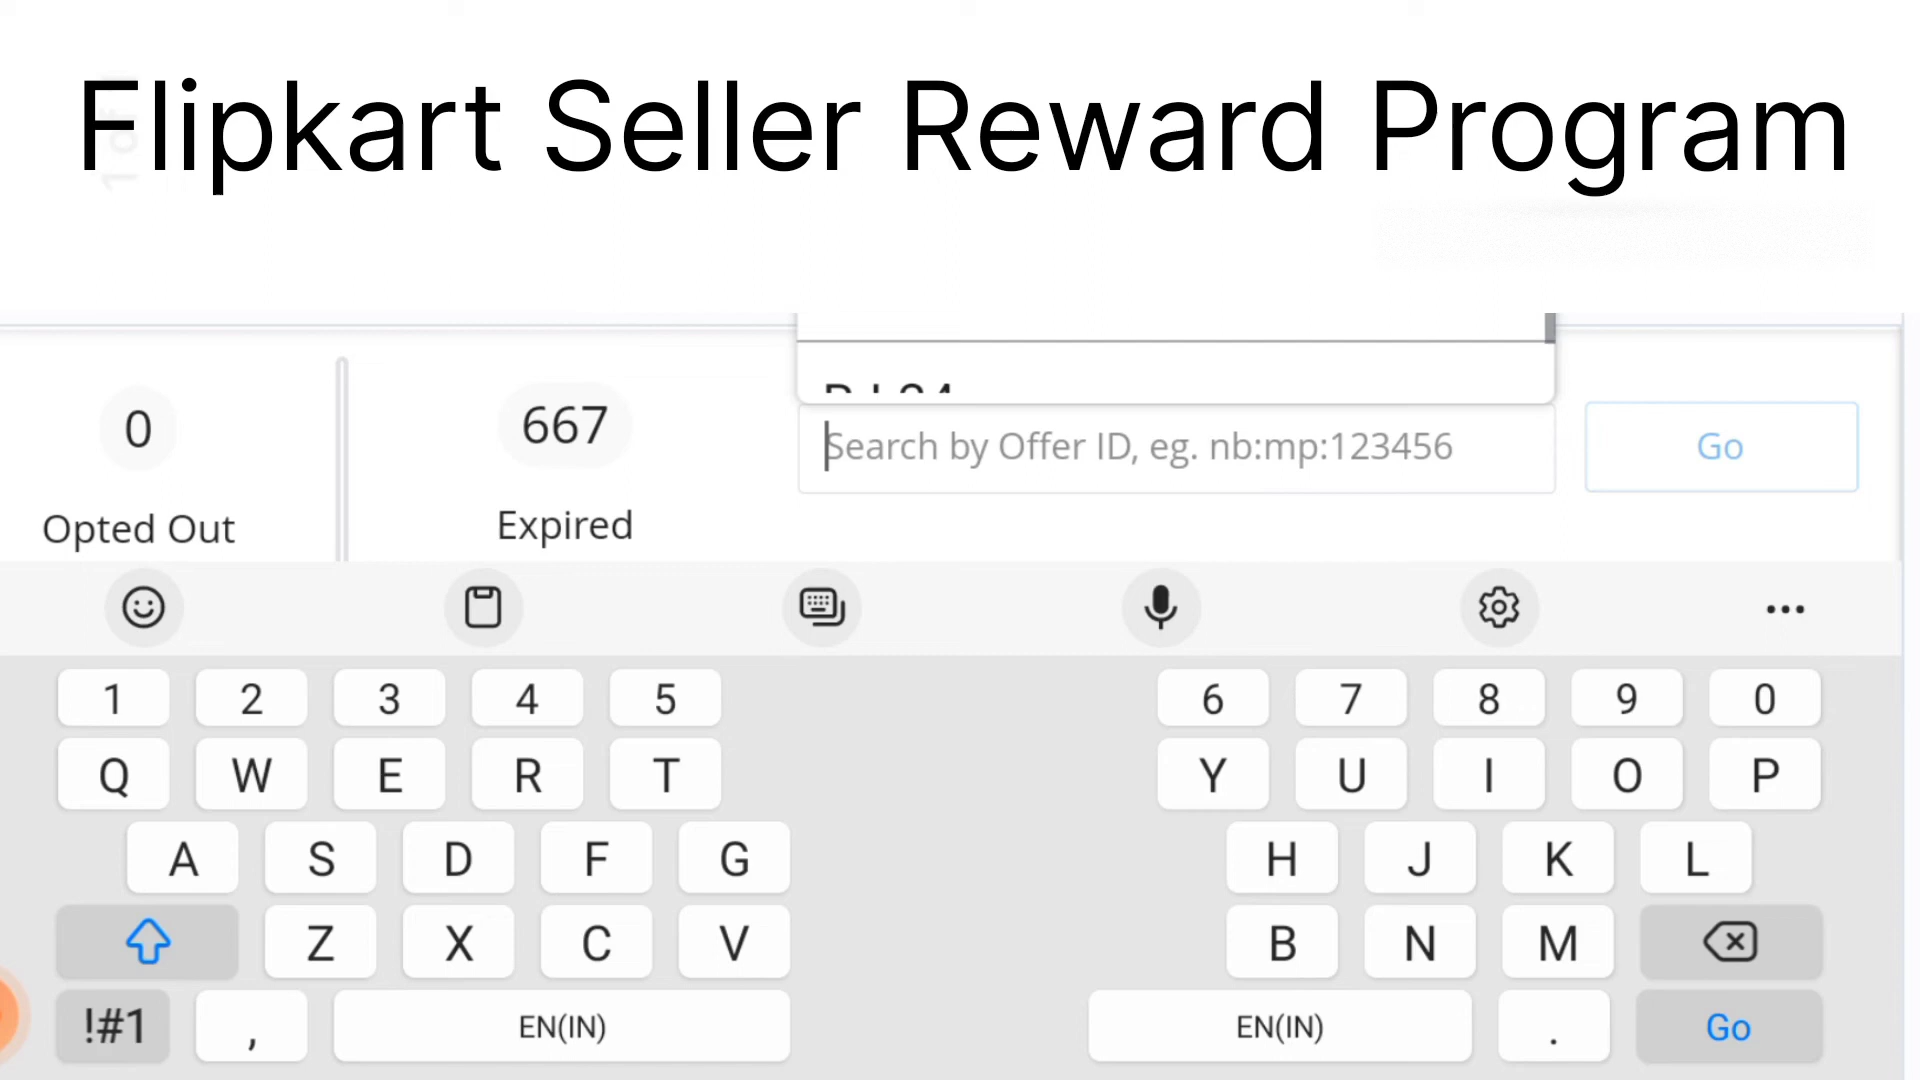 Flipkart Seller Reward Program
0
667
Search by Offer ID, eg. nb:mp:123456
Go
Opted Out
Expired
1 2 3 4 5 6 7 8 9 0
Q W E R T Y U I O P
A S D F G H J K L
Z X C V B N M
!#1 , EN(IN) EN(IN) . Go